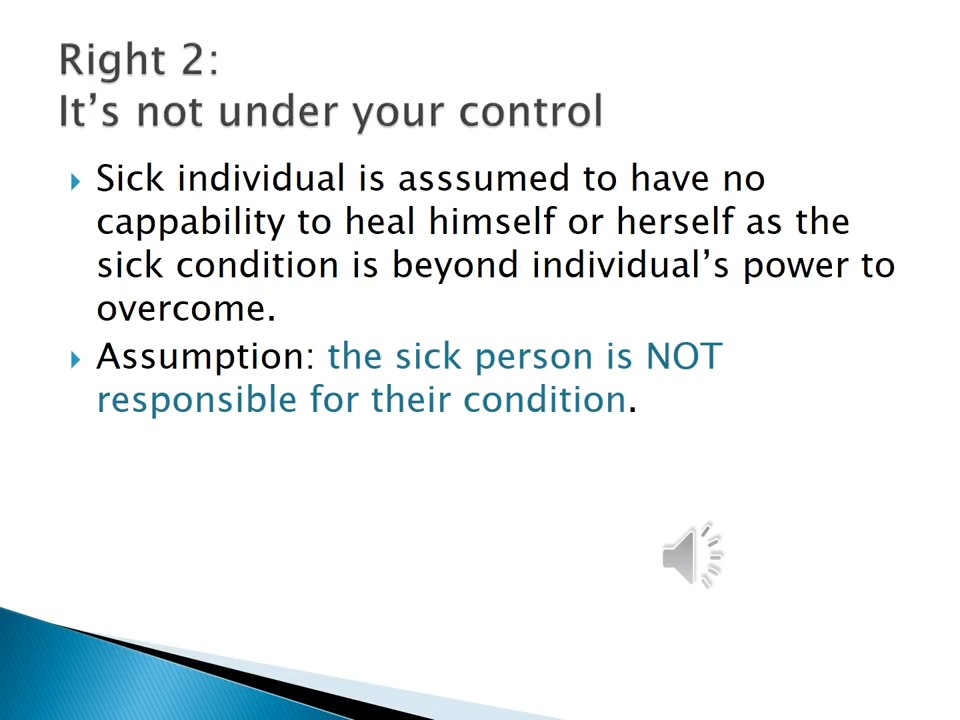 Right 2:
It’s not under your control
Sick individual is asssumed to have no
cappability to heal himself or herself as the
sick condition is beyond individual’s power to
overcome.
Assumption: the sick person is NOT
responsible for their condition.